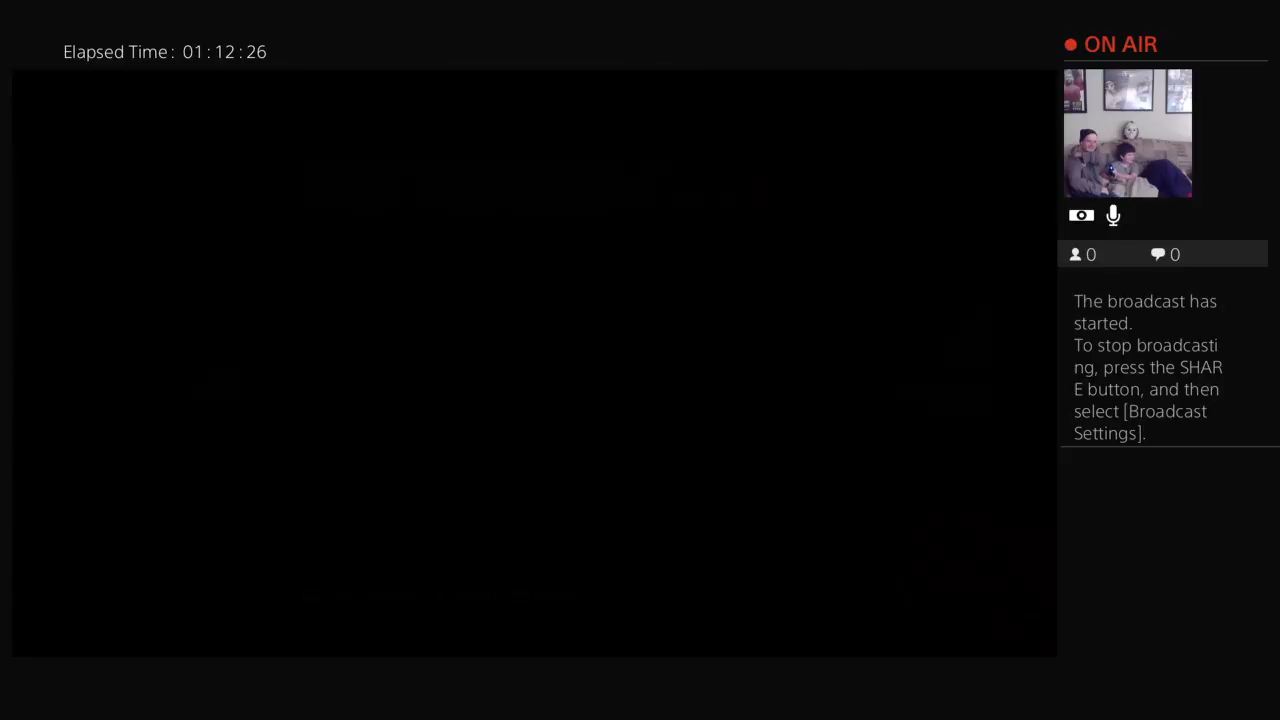 Elapsed Time: 01:12:26
ON AIR
0 0
The broadcast has
started.
To stop broadcasti
ng, press the SHAR
E button, and then
select [Broadcast
Settings].